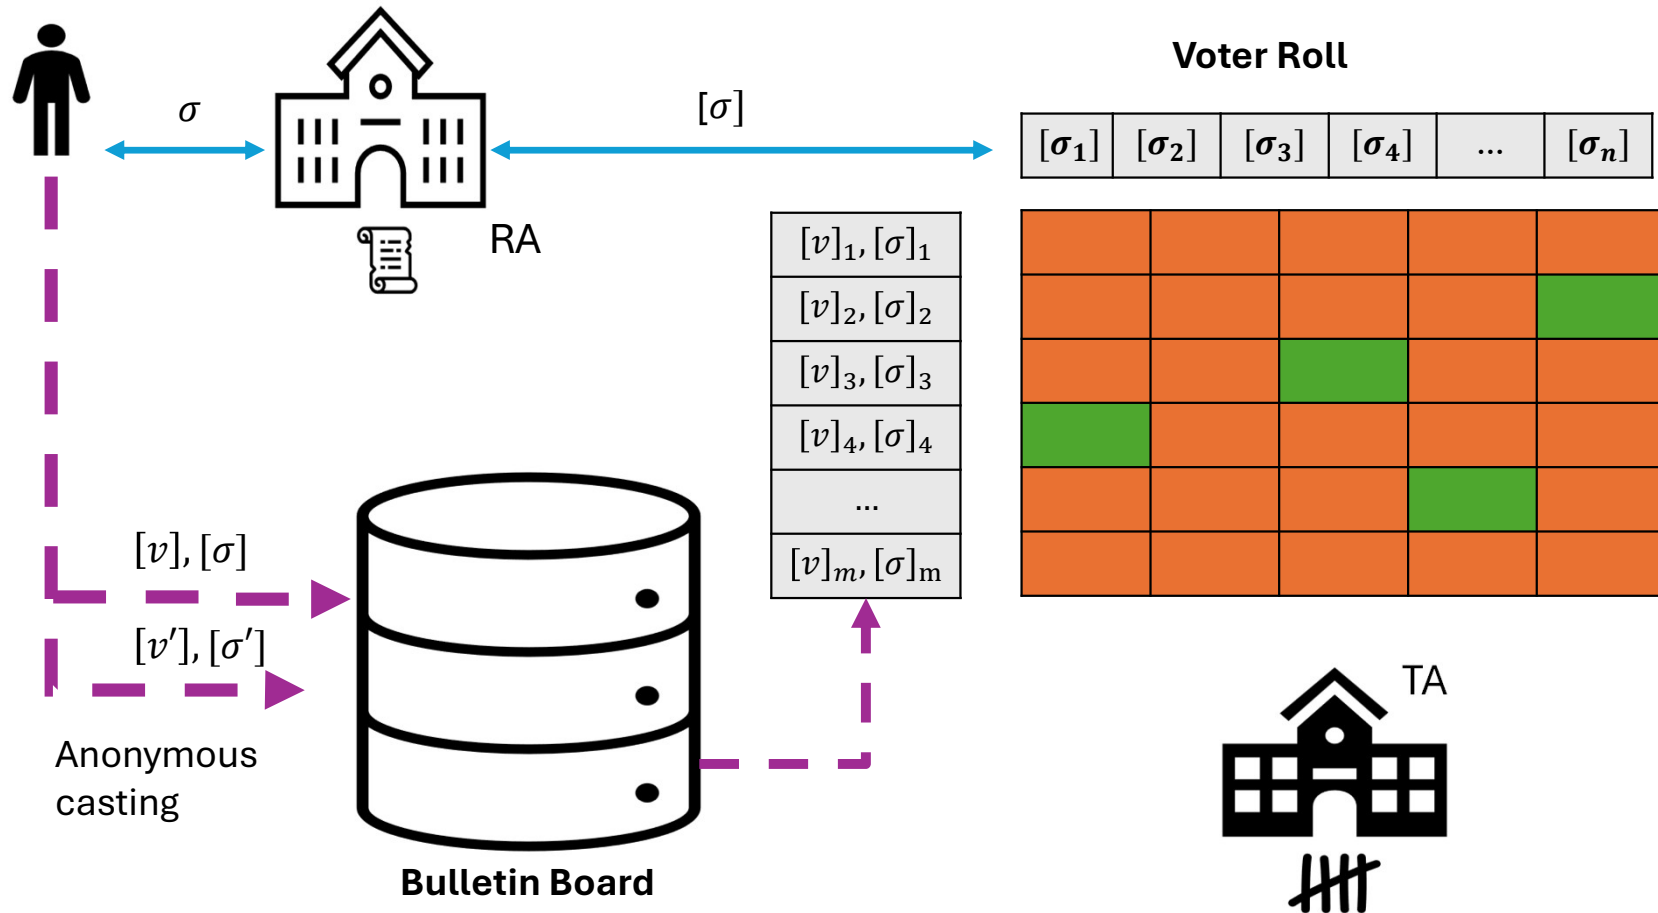 Voter Roll
σ
[σ]
[σ₁] [σ₂] [σ₃] [σ₄] ... [σₙ]
RA
[v]₁, [σ]₁
[v]₂, [σ]₂
[v]₃, [σ]₃
[v]₄, [σ]₄
...
[v]ₘ, [σ]ₘ
[v], [σ]
[v′], [σ′]
Anonymous
casting
Bulletin Board
TA